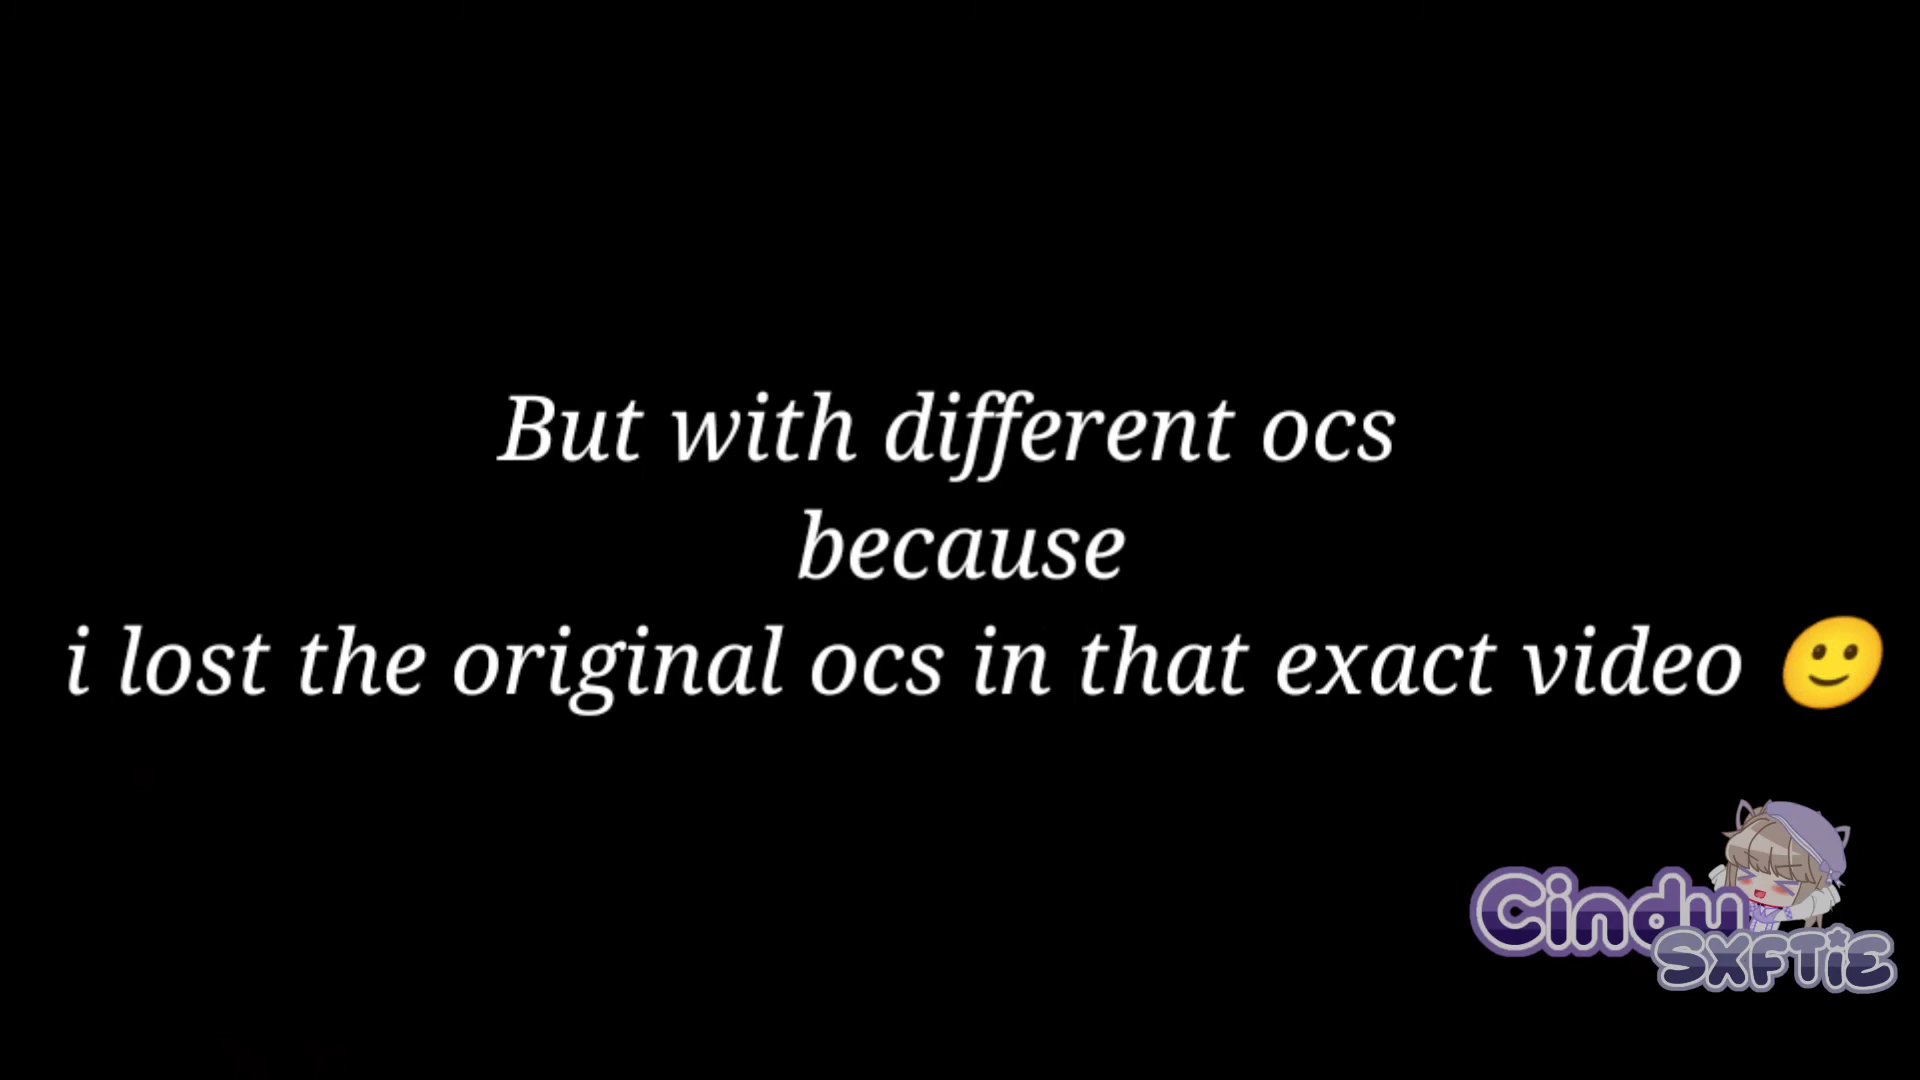 But with different ocs
because
i lost the original ocs in that exact video 🙂
Cindy
SXFTIE